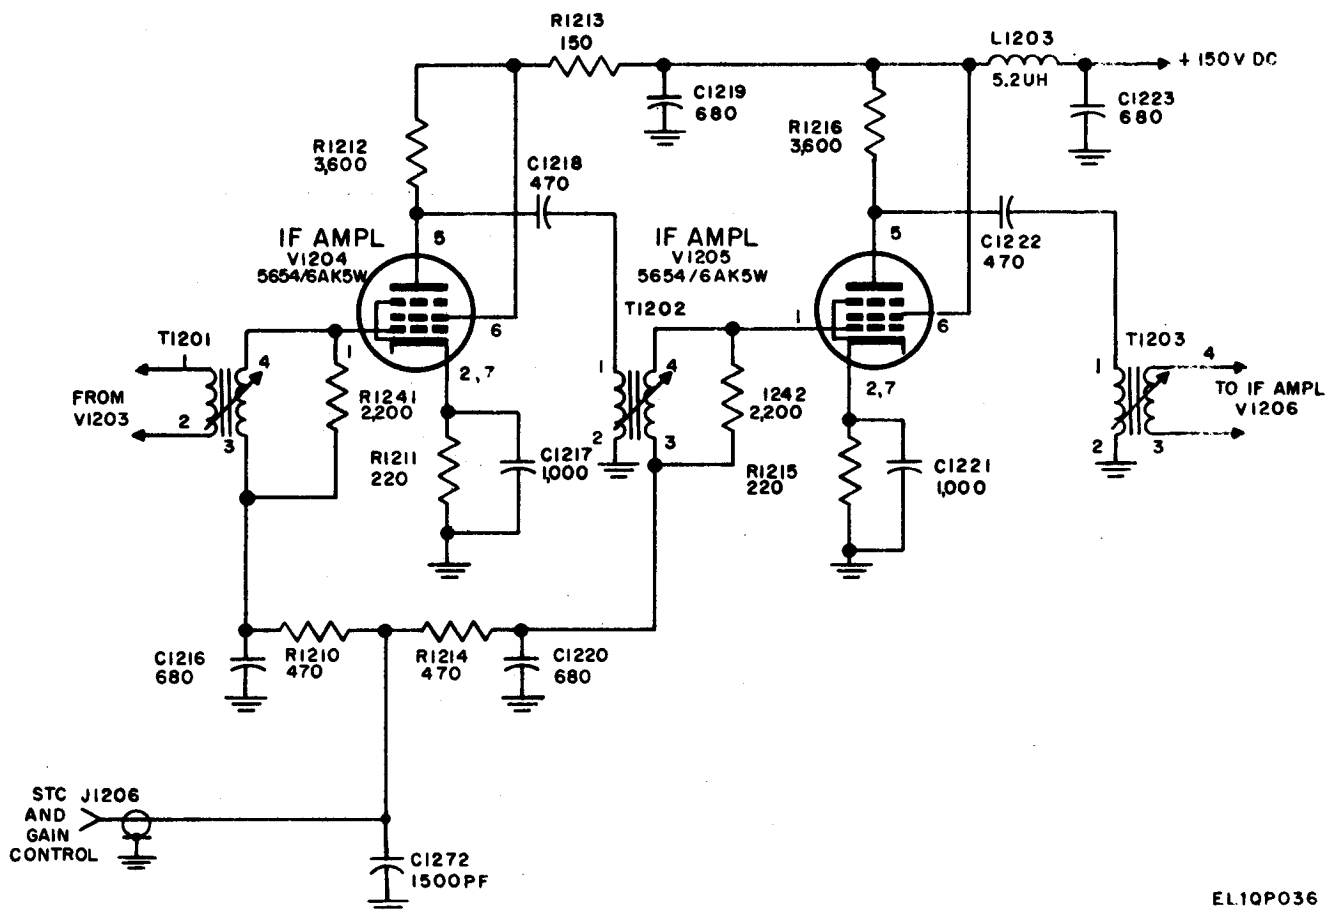 R1213
150
L1203
5.2UH
+ 150 V DC
C1219
680
C1223
680
R1212
3,600
R1216
3,600
C1218
470
C1222
470
IF AMPL
V1204
5654/6AK5W
5
IF AMPL
V1205
5654/6AK5W
5
6
6
T1201
1
4
2
3
FROM
V1203
T1202
1
4
2
3
1
T1203
1
4
2
3
TO IF AMPL
V1206
R1241
2,200
2,7
1242
2,200
2,7
R1211
220
C1217
1,000
R1215
220
C1221
1,000
C1216
680
R1210
470
R1214
470
C1220
680
STC
AND
GAIN
CONTROL
J1206
C1272
1500PF
EL1QP036